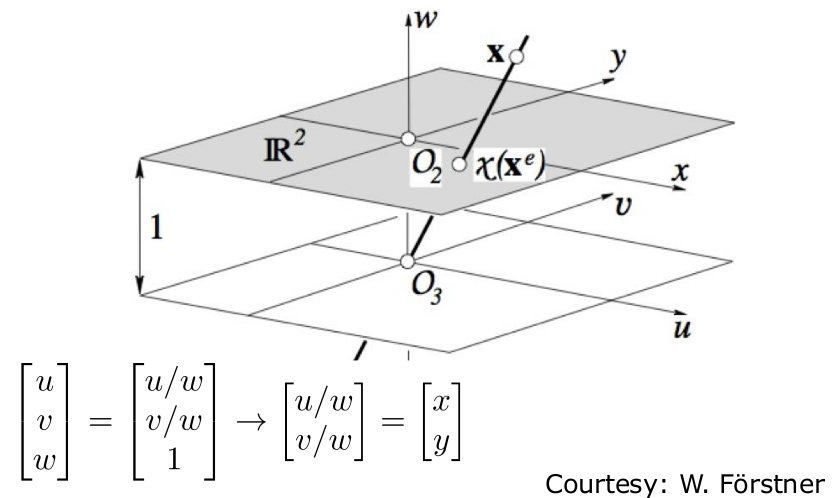 w
x
y
ℝ²
O₂
χ(xᵉ)
x
v
1
O₃
u
[u v w] = [u/w v/w 1] → [u/w v/w] = [x y]
Courtesy: W. Förstner